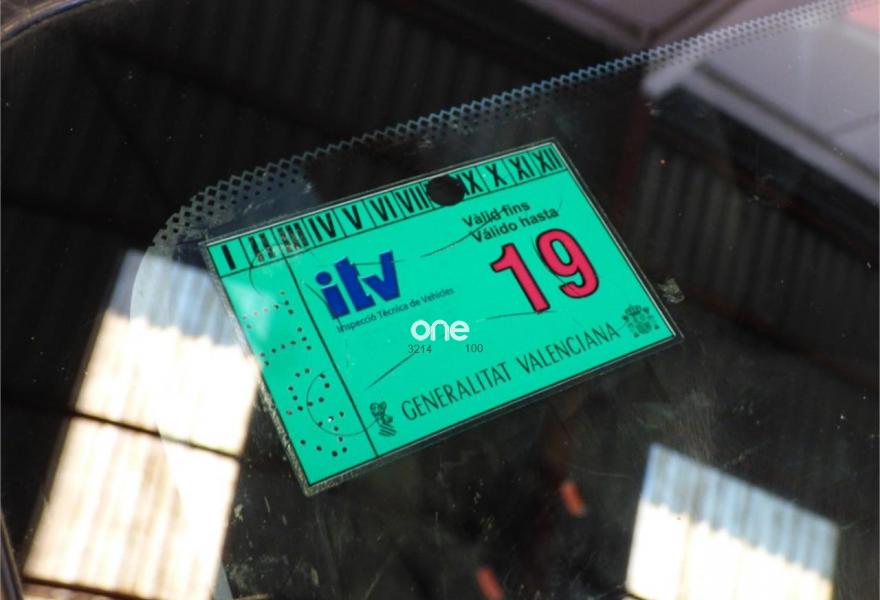 I II III IV V VI VII IX X XI XII
Vàlid fins
Válido hasta
19
itv
Inspecció Tècnica de Vehicles
one
3214 100
GENERALITAT VALENCIANA